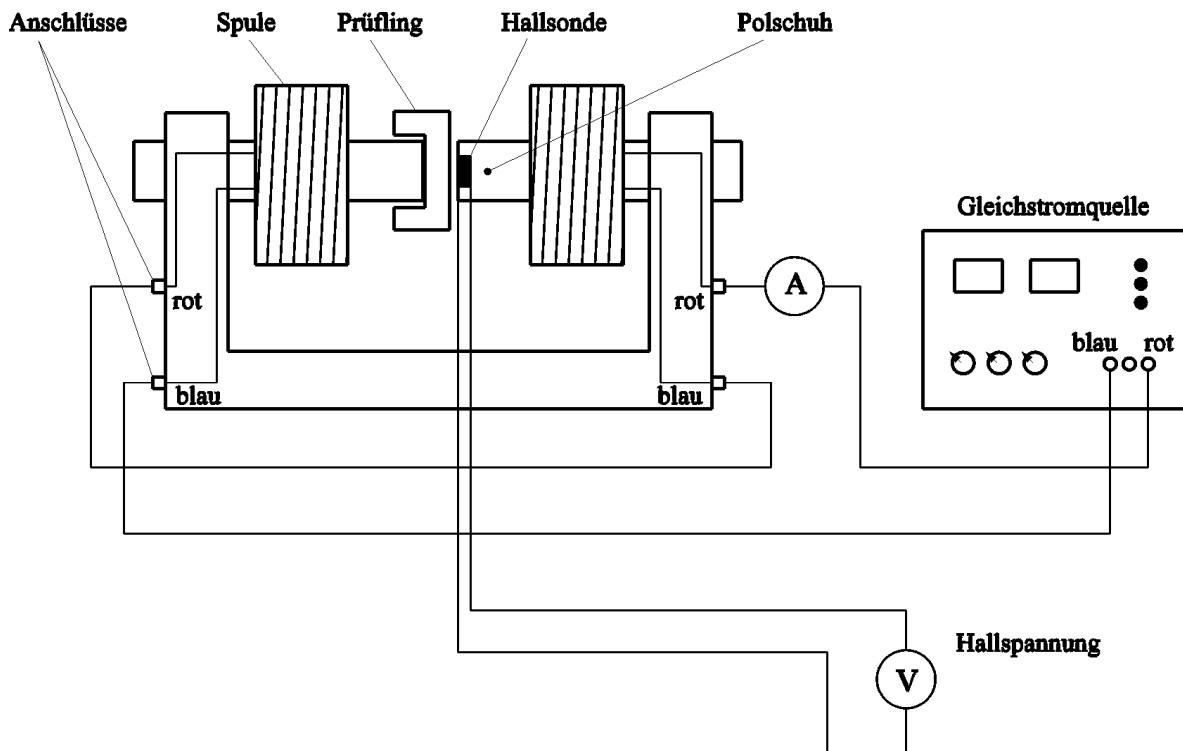 Anschlüsse Spule Prüfling Hallsonde Polschuh
Gleichstromquelle
rot rot A
blau rot
blau blau
Hallspannung
V